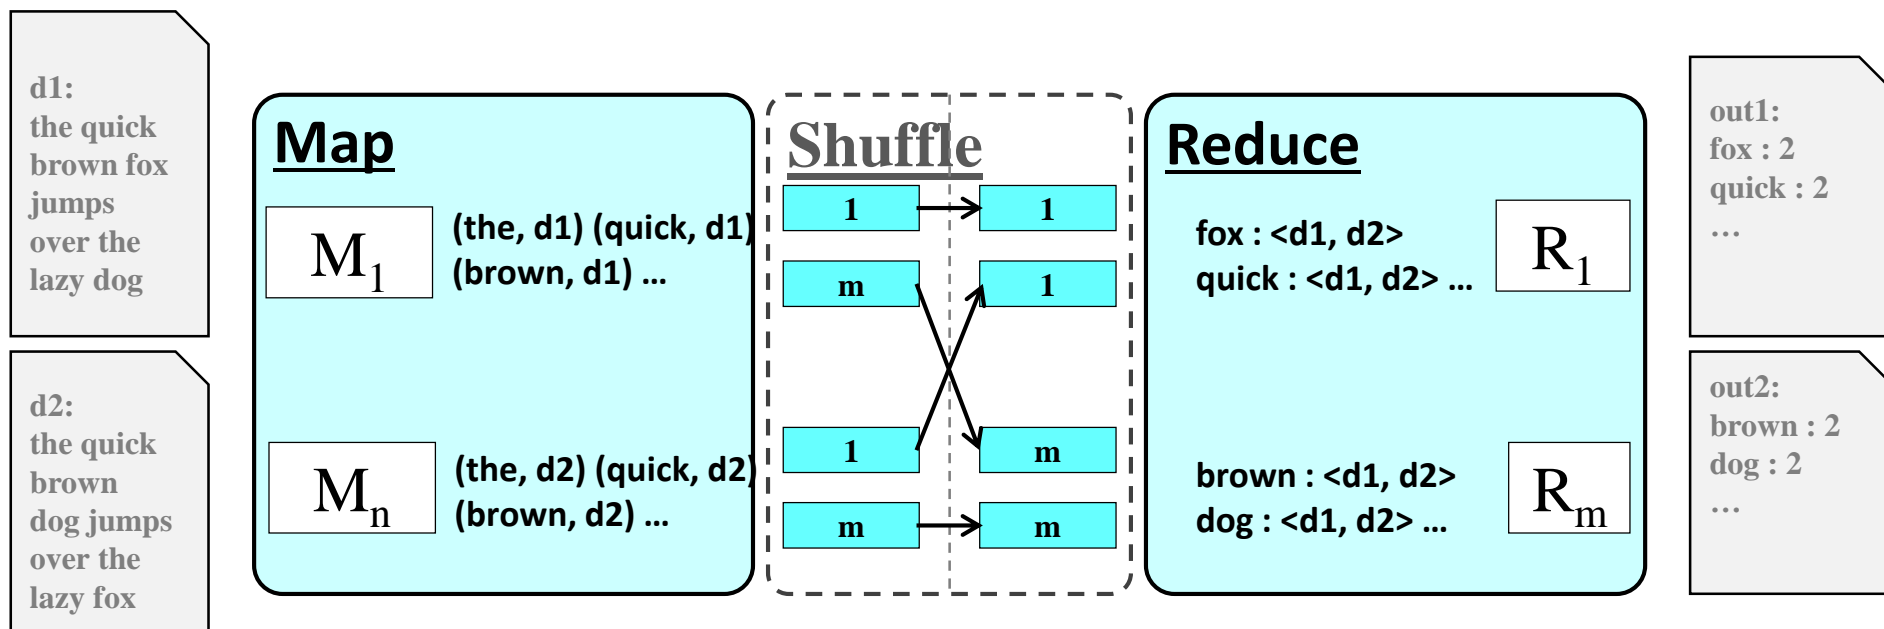 d1:
the quick
brown fox
jumps
over the
lazy dog
d2:
the quick
brown
dog jumps
over the
lazy fox
Map
M1
(the, d1) (quick, d1)
(brown, d1) ...
Mn
(the, d2) (quick, d2)
(brown, d2) ...
Shuffle
1 1
m 1
1 m
m m
Reduce
fox : <d1, d2>
quick : <d1, d2> ...
R1
brown : <d1, d2>
dog : <d1, d2> ...
Rm
out1:
fox : 2
quick : 2
...
out2:
brown : 2
dog : 2
...